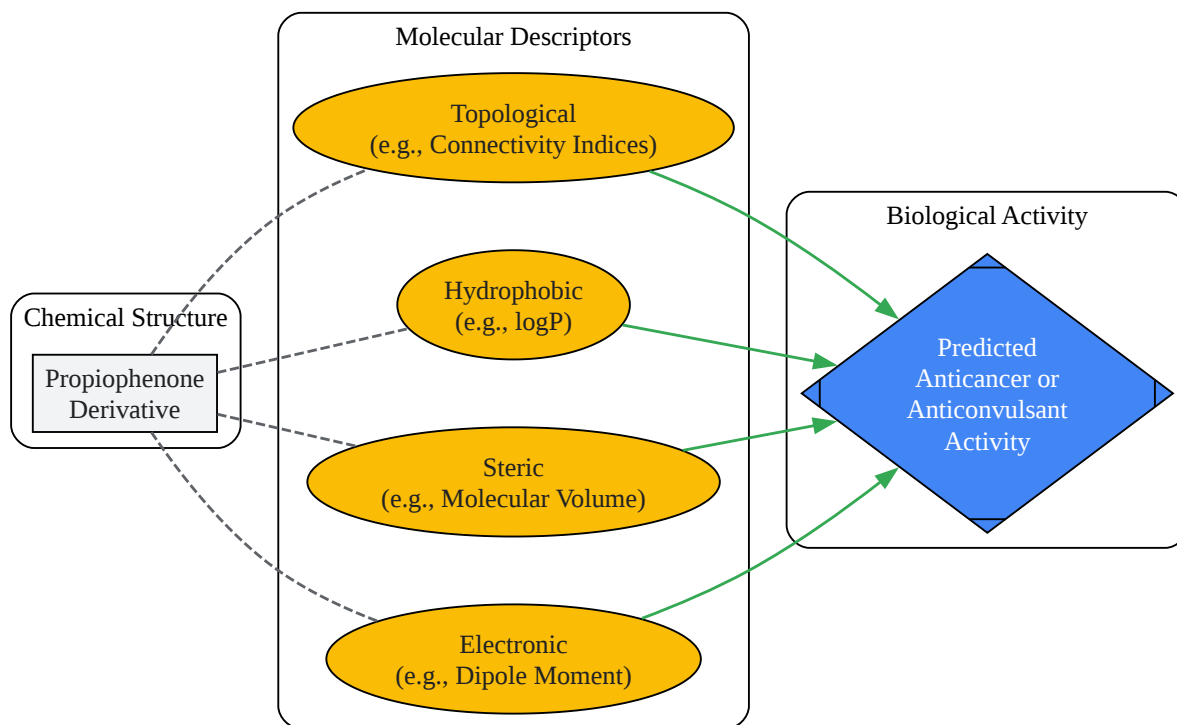 Chemical Structure
Propiophenone
Derivative
Molecular Descriptors
Topological
(e.g., Connectivity Indices)
Hydrophobic
(e.g., logP)
Steric
(e.g., Molecular Volume)
Electronic
(e.g., Dipole Moment)
Biological Activity
Predicted
Anticancer or
Anticonvulsant
Activity